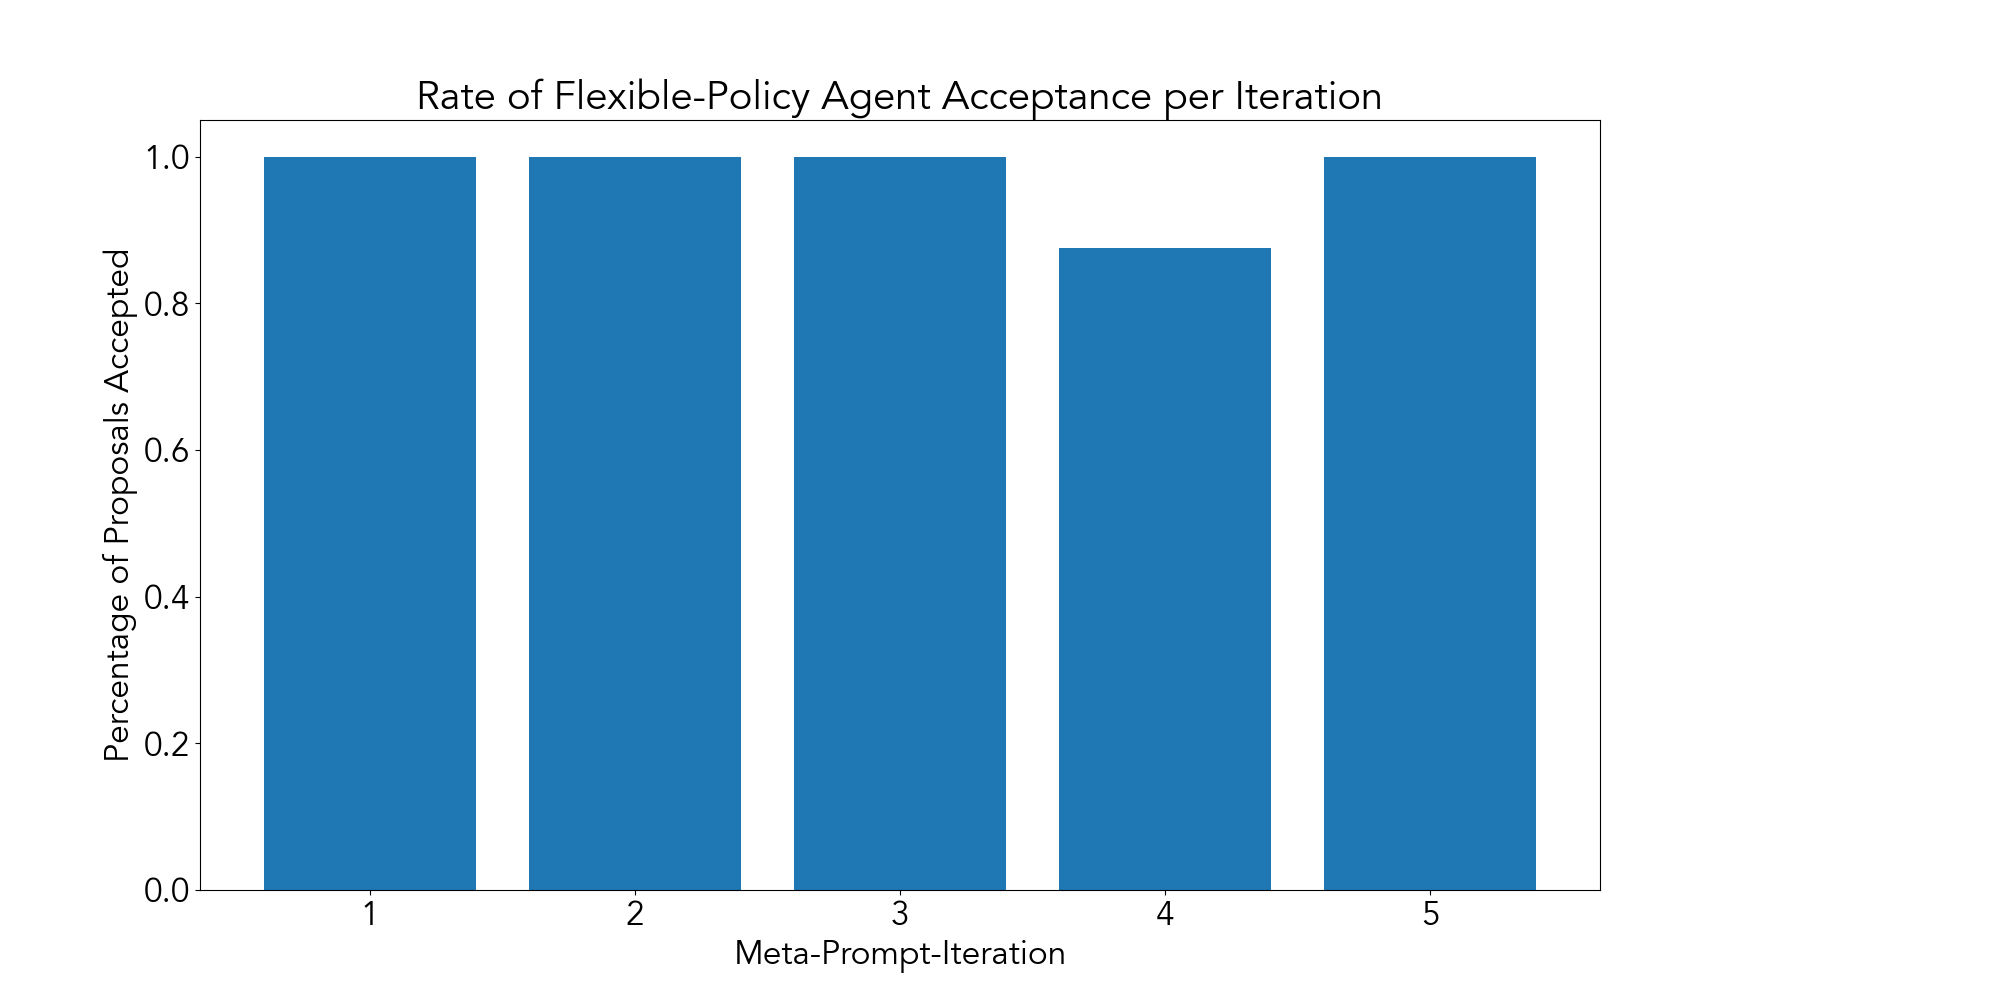 Rate of Flexible-Policy Agent Acceptance per Iteration
Percentage of Proposals Accepted
1.0
0.8
0.6
0.4
0.2
0.0
1 2 3 4 5
Meta-Prompt-Iteration